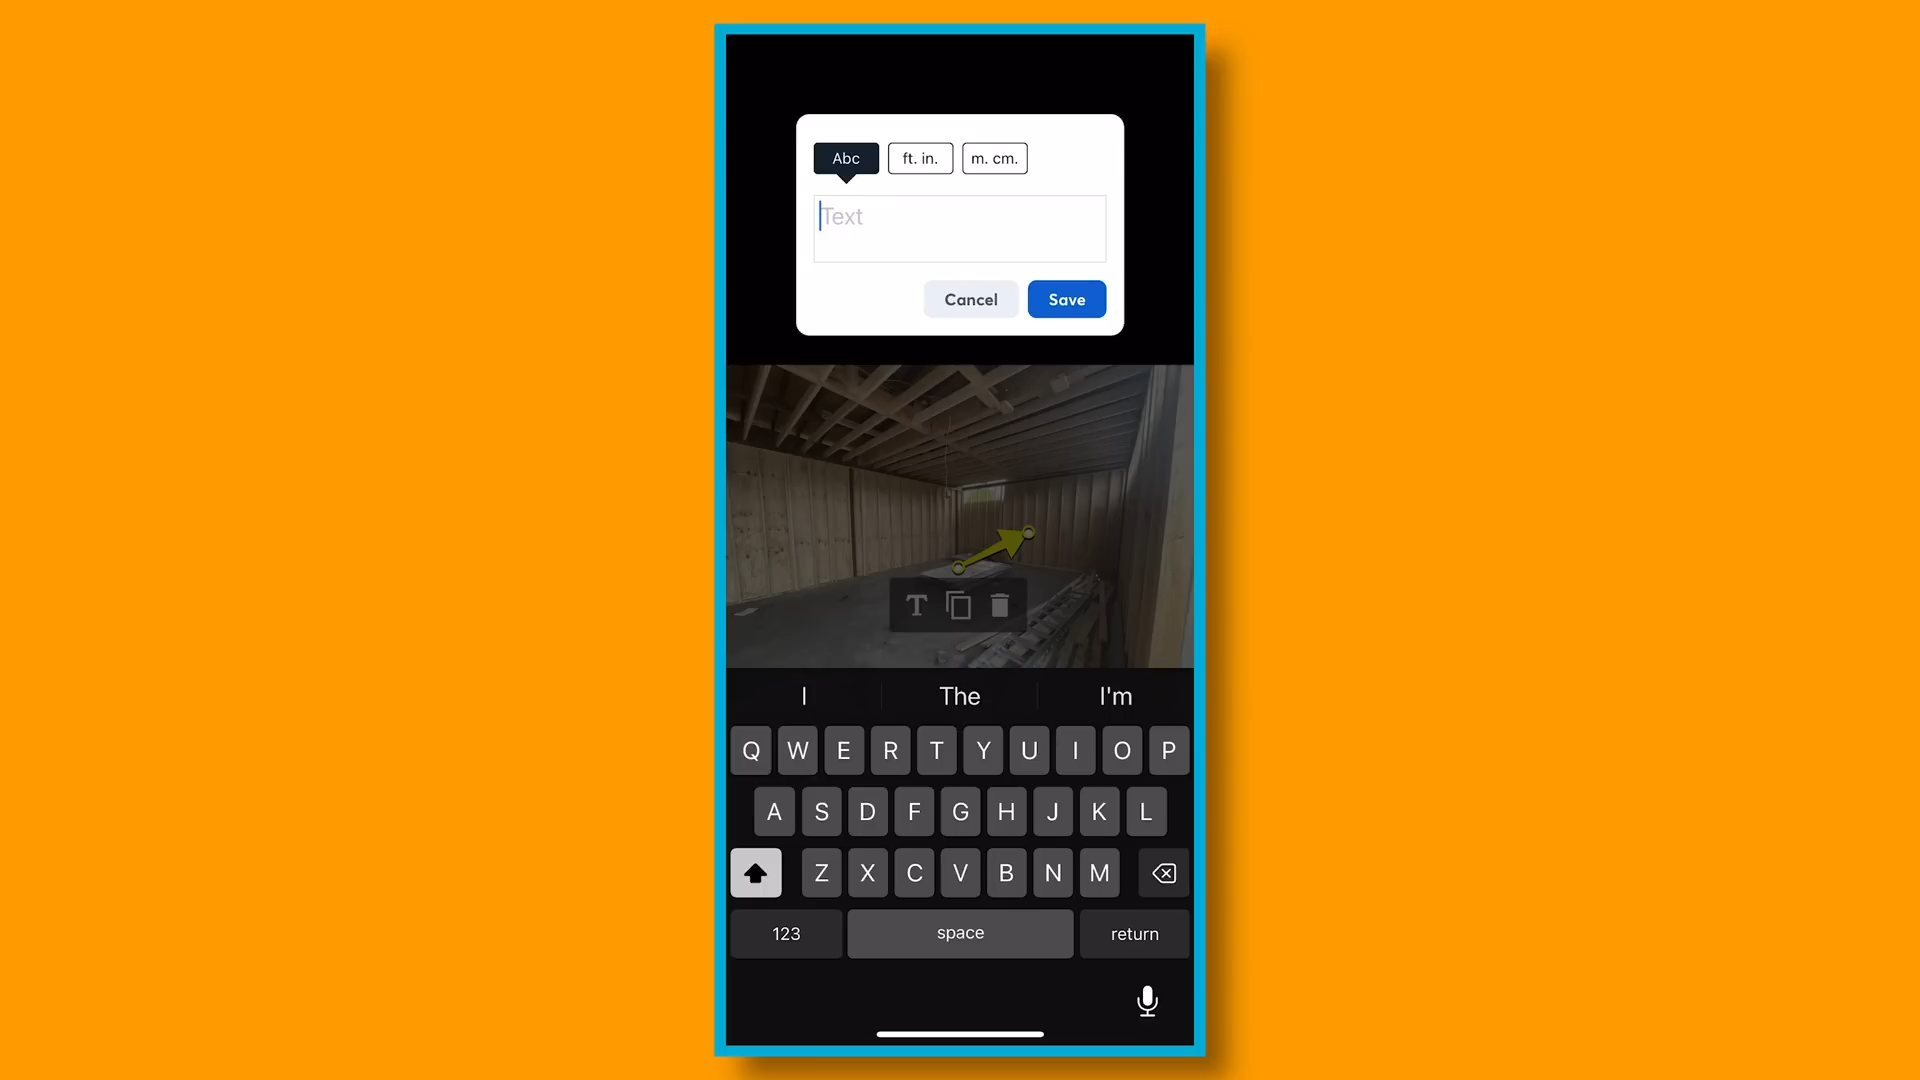 Abc ft. in. m. cm.
Text
Cancel Save
T
I The I'm
Q W E R T Y U I O P
A S D F G H J K L
Z X C V B N M
123 space return